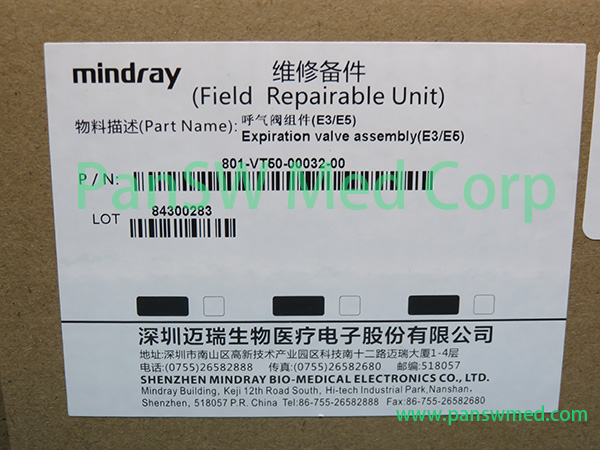 mindray
维修备件
(Field Repairable Unit)
物料描述(Part Name): 呼气阀组件(E3/E5)
Expiration valve assembly(E3/E5)
801-VT50-00032-00
P/N:
PanSW Med Corp
84300283
LOT
深圳迈瑞生物医疗电子股份有限公司
地址:深圳市南山区高新技术产业园区科技南十二路迈瑞大厦1-4层
电话:(0755)26582888 传真:(0755)26582680 邮编:518057
SHENZHEN MINDRAY BIO-MEDICAL ELECTRONICS CO., LTD.
Mindray Building, Keji 12th Road South, Hi-tech Industrial Park, Nanshan,
Shenzhen, 518057 P.R. China Tel:86-755-26582888 Fax:86-755-26582680
www.panswmed.com